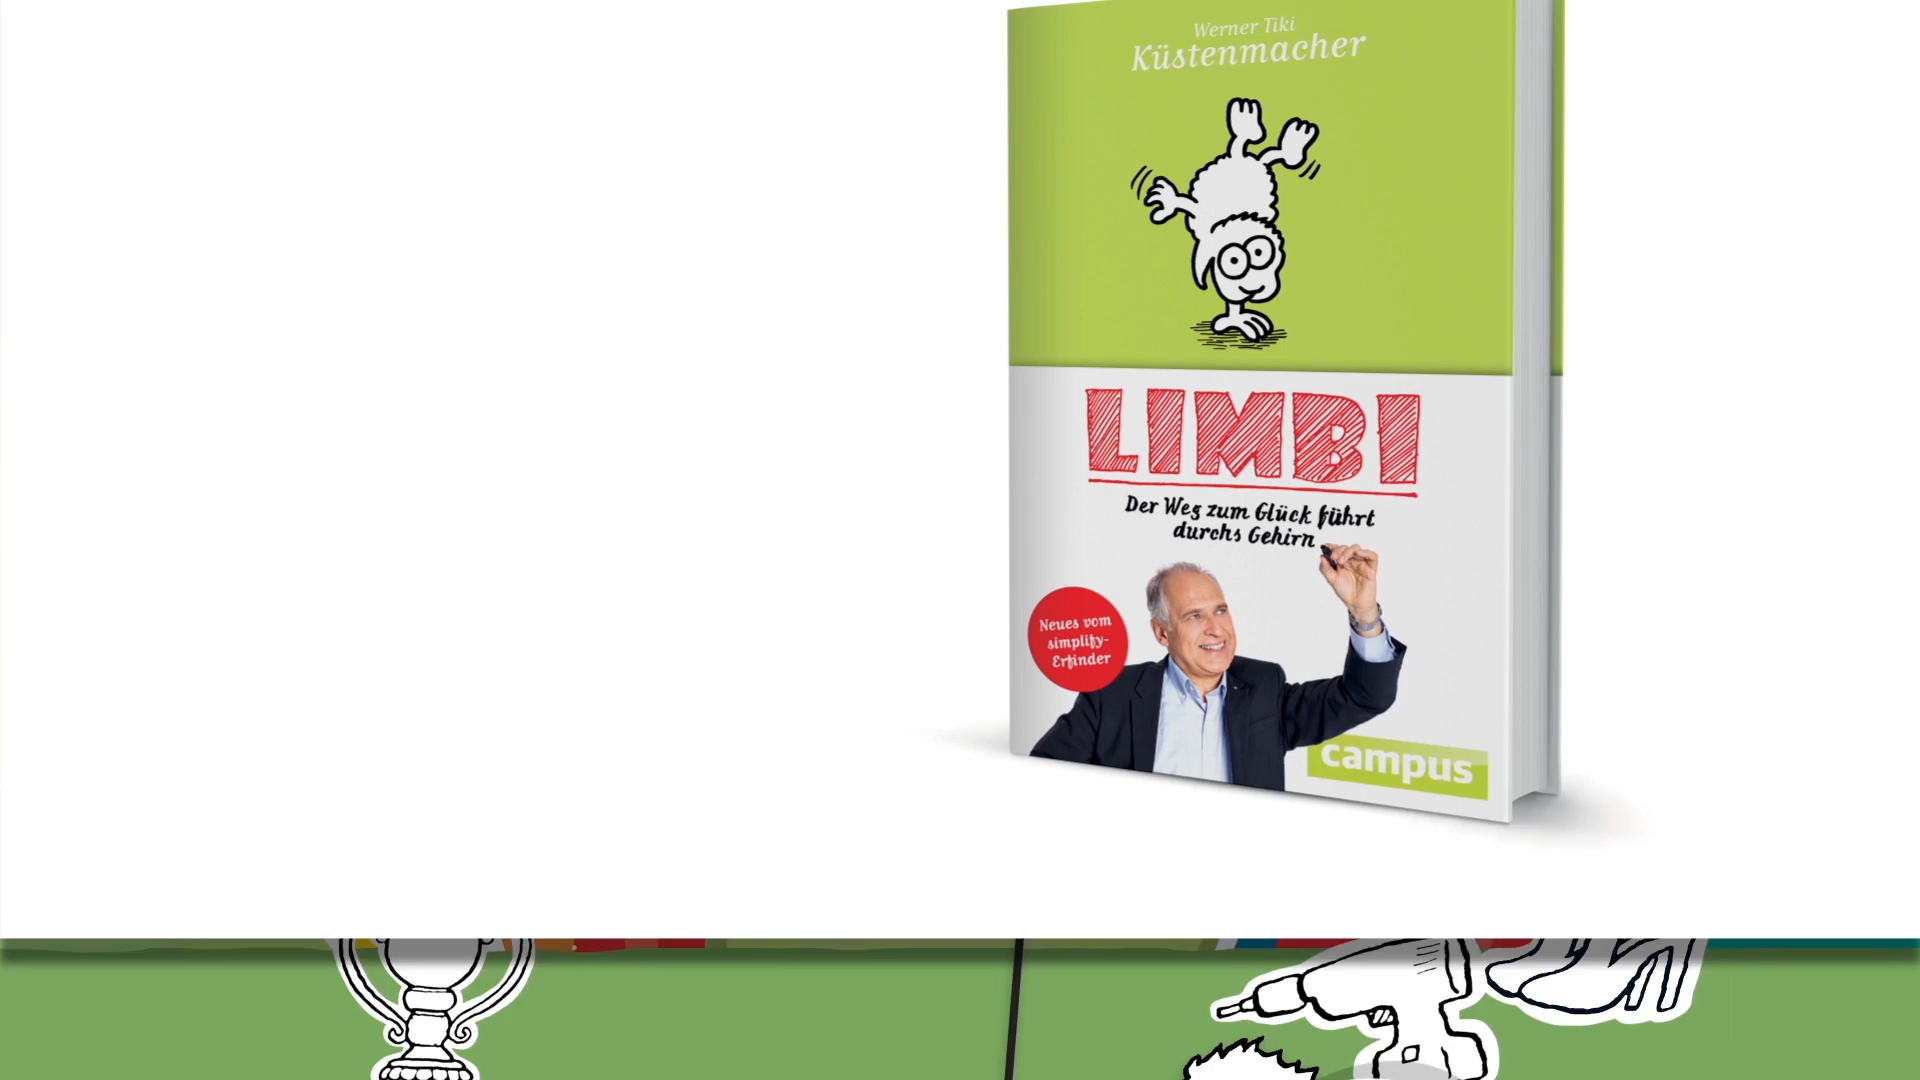 Werner Tiki
Küstenmacher
LIMBI
Der Weg zum Glück führt
durchs Gehirn
Neues vom
simplify-
Erfinder
campus